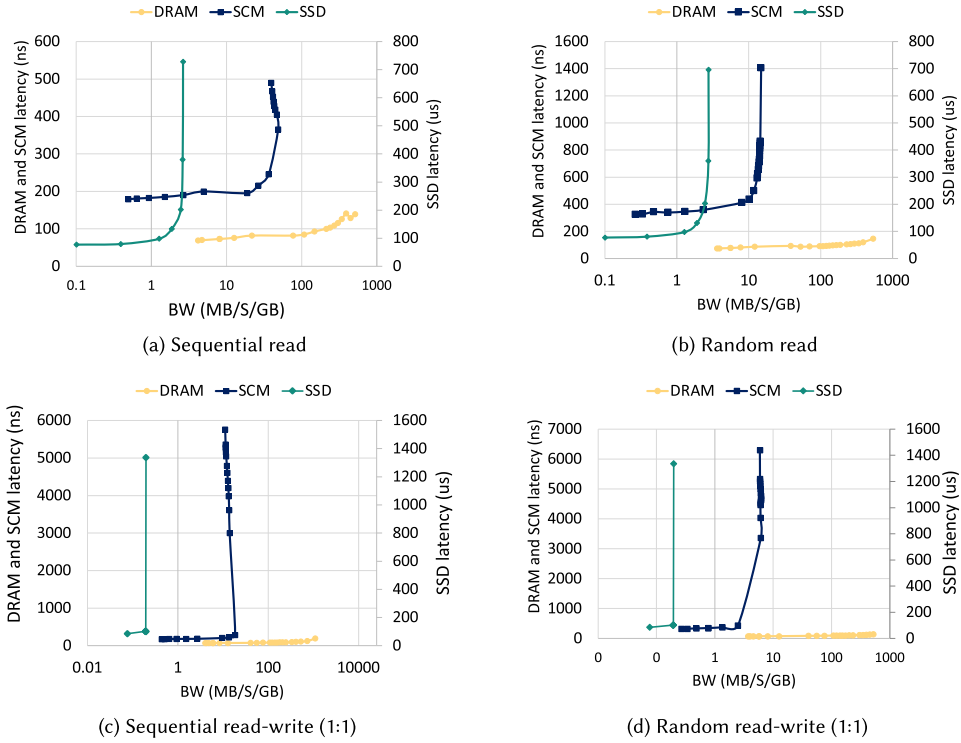 DRAM SCM SSD
DRAM and SCM latency (ns)
600
500
400
300
200
100
0
800
700
600
500
400
300
200
100
0
SSD latency (us)
0.1 1 10 100 1000
BW (MB/S/GB)
(a) Sequential read
DRAM SCM SSD
DRAM and SCM latency (ns)
1600
1400
1200
1000
800
600
400
200
0
800
700
600
500
400
300
200
100
0
SSD latency (us)
0.1 1 10 100 1000
BW (MB/S/GB)
(b) Random read
DRAM SCM SSD
DRAM and SCM latency (ns)
6000
5000
4000
3000
2000
1000
0
1600
1400
1200
1000
800
600
400
200
0
SSD latency (us)
0.01 1 100 10000
BW (MB/S/GB)
(c) Sequential read-write (1:1)
DRAM SCM SSD
DRAM and SCM latency (ns)
7000
6000
5000
4000
3000
2000
1000
0
1600
1400
1200
1000
800
600
400
200
0
SSD latency (us)
0 0 1 10 100 1000
BW (MB/S/GB)
(d) Random read-write (1:1)